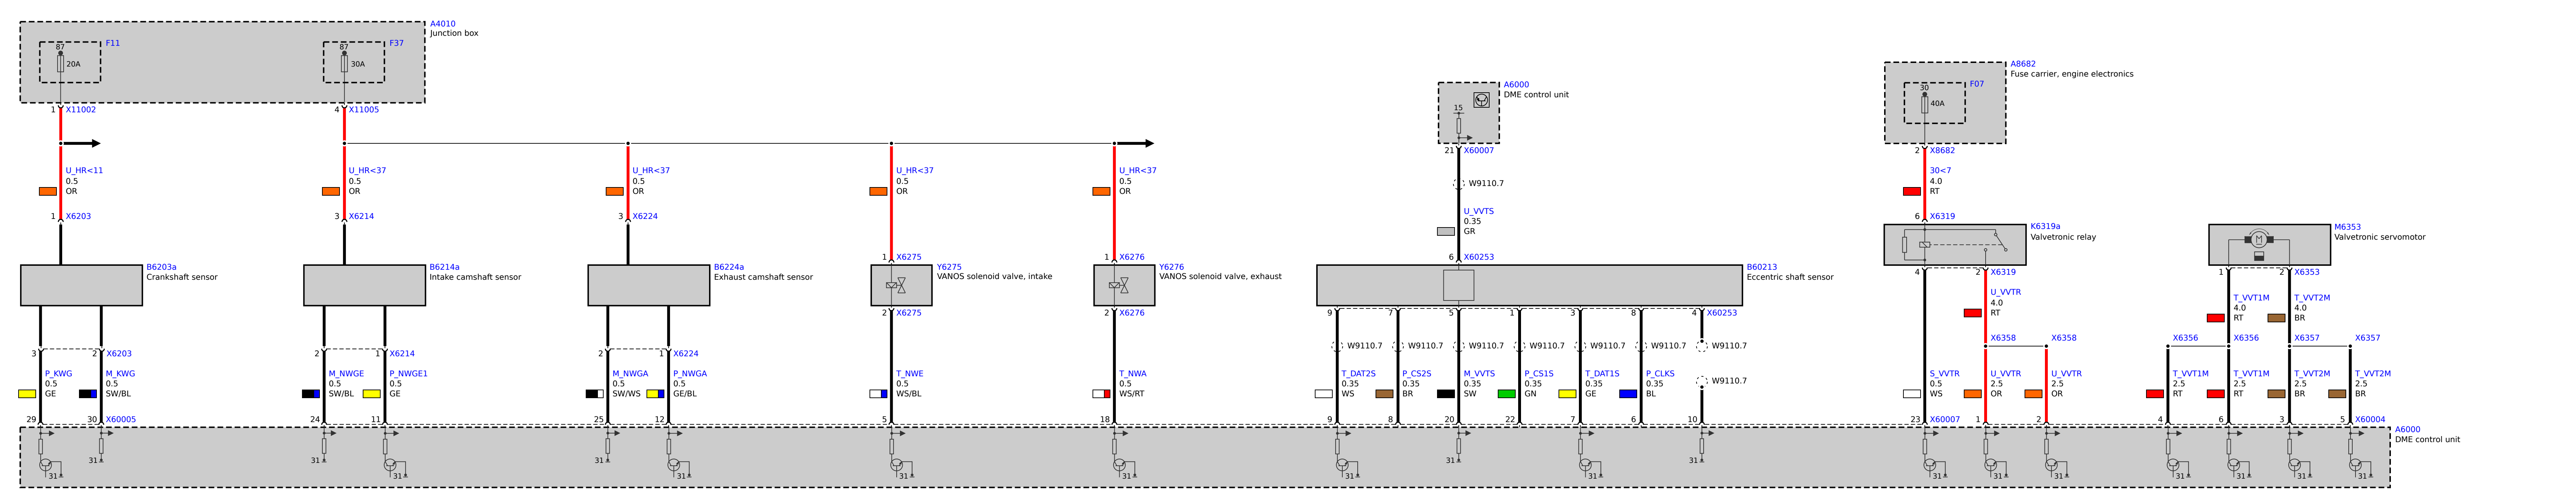 A4010
Junction box
87
F11
20A
87
F37
30A
1 X11002
4 X11005
A6000
DME control unit
15
21 X60007
A8682
Fuse carrier, engine electronics
30
F07
40A
2 X8682
U_HR<11
0.5
OR
U_HR<37
0.5
OR
U_HR<37
0.5
OR
U_HR<37
0.5
OR
U_HR<37
0.5
OR
W9110.7
U_VVTS
0.35
GR
30<7
4.0
RT
1 X6203
3 X6214
3 X6224
1 X6275
1 X6276
6 X60253
6 X6319
B6203a
Crankshaft sensor
B6214a
Intake camshaft sensor
B6224a
Exhaust camshaft sensor
Y6275
VANOS solenoid valve, intake
Y6276
VANOS solenoid valve, exhaust
B60213
Eccentric shaft sensor
K6319a
Valvetronic relay
M6353
Valvetronic servomotor
M
2 X6275
2 X6276
9 7 5 1 3 8 4 X60253
4 2 X6319
1 2 X6353
U_VVTR
4.0
RT
T_VVT1M
4.0
RT
T_VVT2M
4.0
BR
3 2 X6203
2 1 X6214
2 1 X6224
W9110.7 W9110.7 W9110.7 W9110.7 W9110.7 W9110.7 W9110.7
W9110.7
X6358 X6358
X6356 X6356 X6357 X6357
P_KWG
0.5
GE
M_KWG
0.5
SW/BL
M_NWGE
0.5
SW/BL
P_NWGE1
0.5
GE
M_NWGA
0.5
SW/WS
P_NWGA
0.5
GE/BL
T_NWE
0.5
WS/BL
T_NWA
0.5
WS/RT
T_DAT2S
0.35
WS
P_CS2S
0.35
BR
M_VVTS
0.35
SW
P_CS1S
0.35
GN
T_DAT1S
0.35
GE
P_CLKS
0.35
BL
S_VVTR
0.5
WS
U_VVTR
2.5
OR
U_VVTR
2.5
OR
T_VVT1M
2.5
RT
T_VVT1M
2.5
RT
T_VVT2M
2.5
BR
T_VVT2M
2.5
BR
29 30 X60005 24 11 25 12 5 18 9 8 20 22 7 6 10 23 X60007 1 2 4 6 3 5 X60004
A6000
DME control unit
31 31 31 31 31
31 31 31 31 31 31 31 31 31 31 31 31 31 31 31 31 31